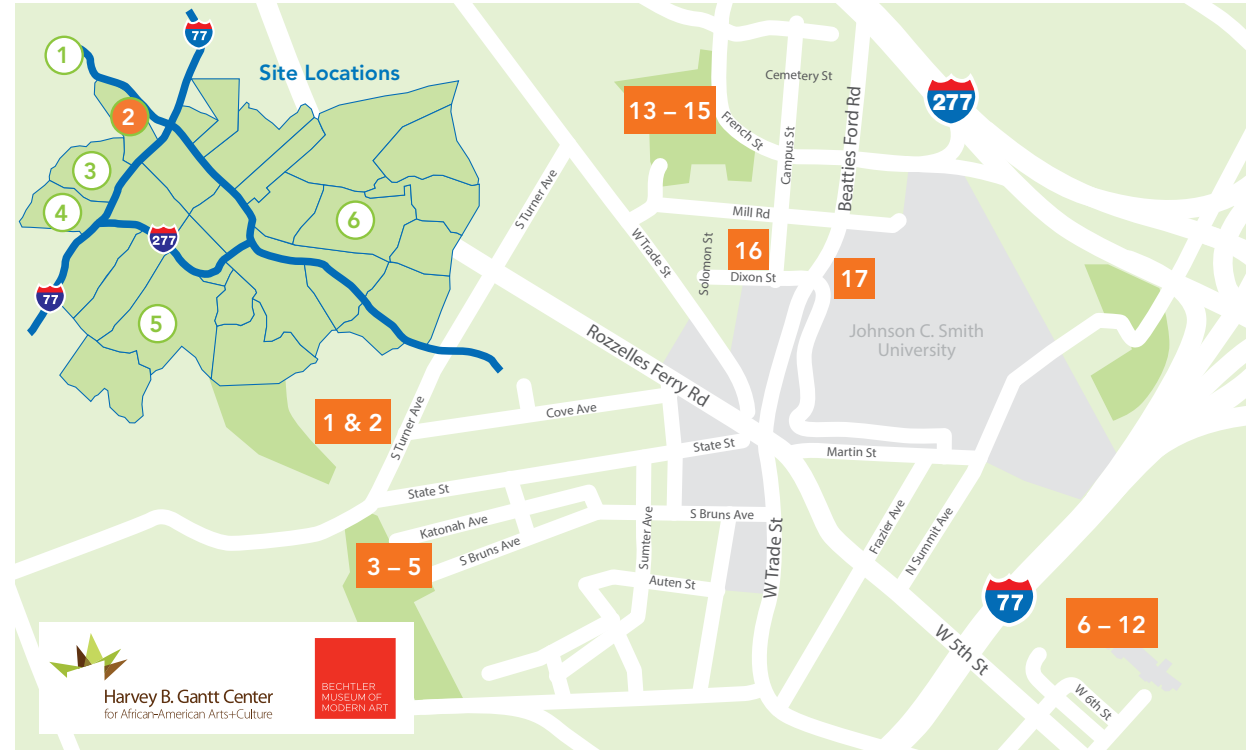 77
1
Site Locations
2
3
4
6
277
77
5
Cemetery St
277
13 – 15
French St
Campus St
Beatties Ford Rd
S Turner Ave
Mill Rd
W Trade St
Solomon St
16
Dixon St
17
Johnson C. Smith
University
Rozzelles Ferry Rd
1 & 2
S Turner Ave
Cove Ave
State St
Martin St
State St
Katonah Ave
S Bruns Ave
S Bruns Ave
Sumter Ave
W Trade St
Frazier Ave
N Summit Ave
3 – 5
Auten St
77
6 – 12
W 5th St
W 6th St
Harvey B. Gantt Center
for African-American Arts+Culture
BECHTLER
MUSEUM OF
MODERN ART